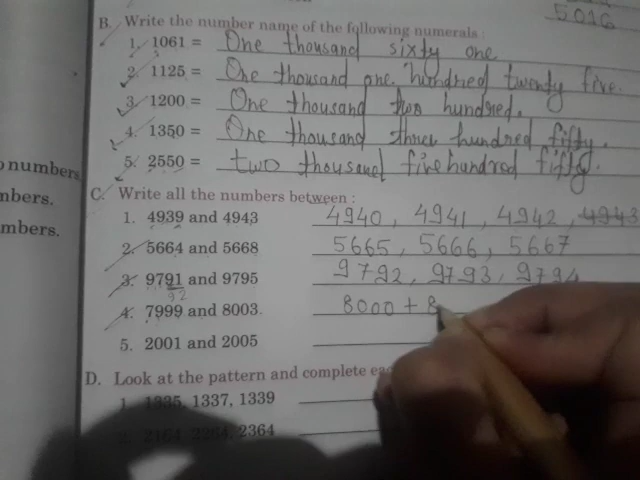 5016
B. Write the number name of the following numerals :
1. 1061 = One thousand sixty one
2. 1125 = One thousand one hundred twenty five.
3. 1200 = One thousand two hundred.
4. 1350 = One thousand three hundred fifty.
5. 2550 = two thousand five hundred fifty.
numbers
mbers.
C. Write all the numbers between :
1. 4939 and 4943 4940, 4941, 4942, 4943
mbers.
2. 5664 and 5668 5665, 5666, 5667
3. 9791 and 9795 9792, 9793, 9794
92
4. 7999 and 8003. 8000 + 8
5. 2001 and 2005
D. Look at the pattern and complete ea
1. 1335, 1337, 1339
2. 2164, 2264, 2364